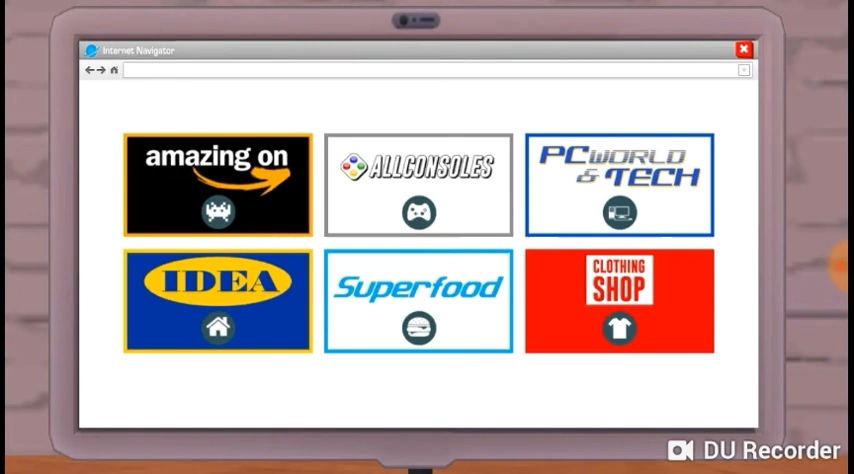 Internet Navigator
amazing on
ALLCONSOLES
PC WORLD
& TECH
IDEA
Superfood
CLOTHING
SHOP
DU Recorder